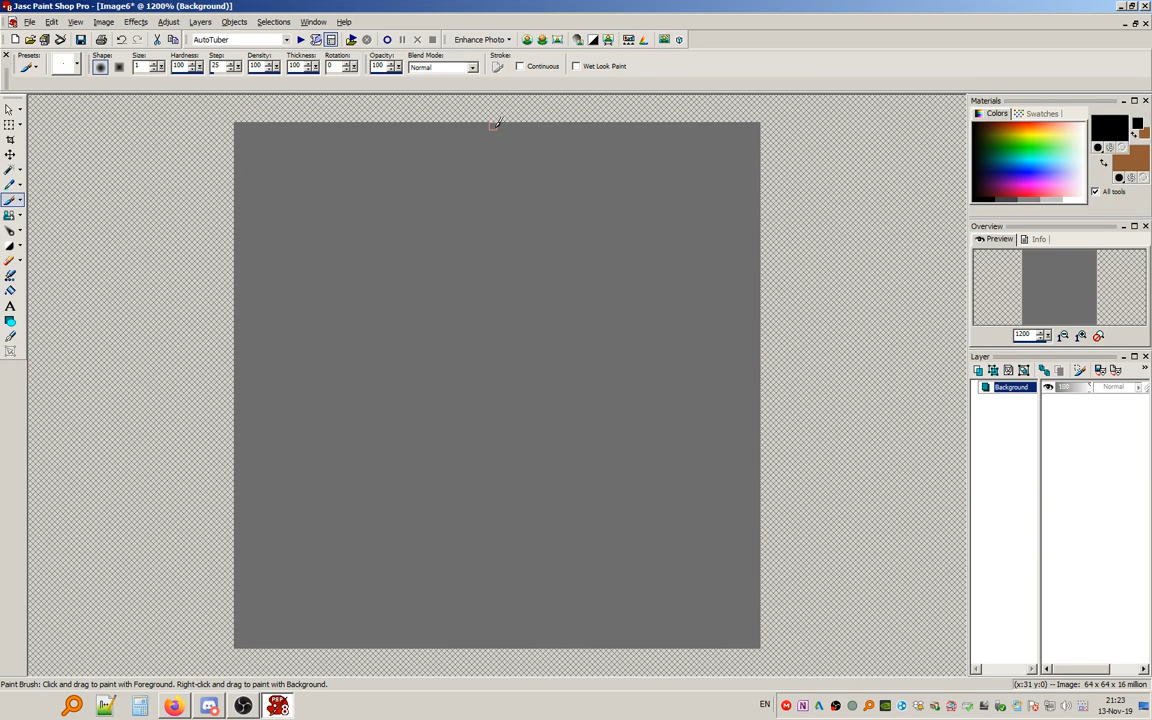 Jasc Paint Shop Pro - [Image6* @ 1200% (Background)]
File Edit View Image Effects Adjust Layers Objects Selections Window Help
AutoTuber Enhance Photo
Presets: Shape: Size: Hardness: Step: Density: Thickness: Rotation: Opacity: Blend Mode: Stroke:
1 100 25 100 100 0 100 Normal Continuous Wet Look Paint
Materials
Colors Swatches
All tools
Overview
Preview Info
1200
Layer
Background 100 Normal
Paint Brush: Click and drag to paint with Foreground. Right-click and drag to paint with Background.
(x:31 y:0) -- Image: 64 x 64 x 16 million
EN
21:23
13-Nov-19